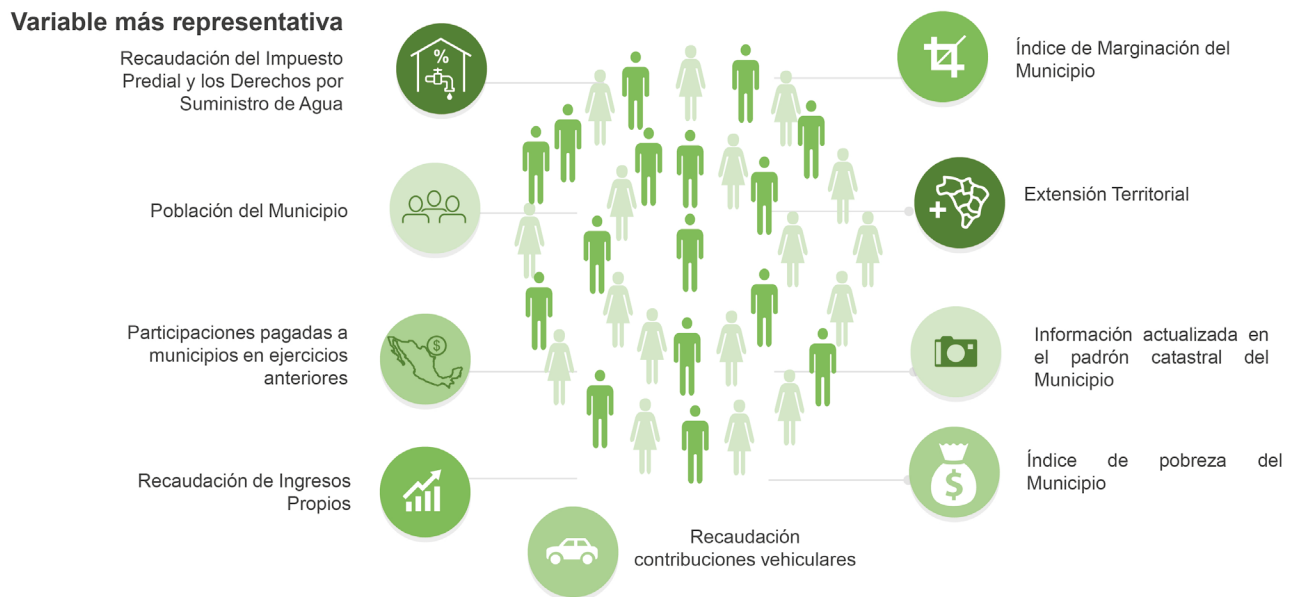 Variable más representativa
Recaudación del Impuesto
Predial y los Derechos por
Suministro de Agua
%
Población del Municipio
Participaciones pagadas a
municipios en ejercicios
anteriores
$
Recaudación de Ingresos
Propios
Índice de Marginación del
Municipio
Extensión Territorial
Información actualizada en
el padrón catastral del
Municipio
Índice de pobreza del
Municipio
$
Recaudación
contribuciones vehiculares